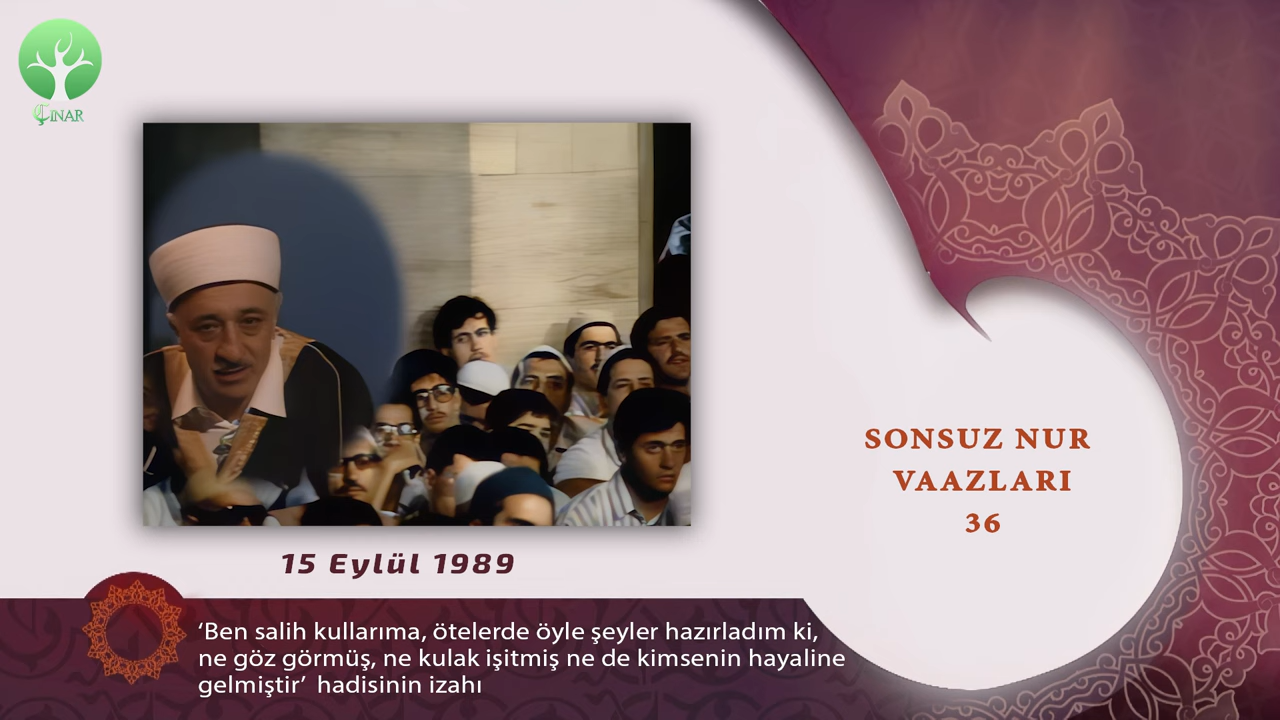 ÇINAR
SONSUZ NUR
VAAZLARI
36
15 Eylül 1989
‘Ben salih kullarıma, ötelerde öyle şeyler hazırladım ki,
ne göz görmüş, ne kulak işitmiş ne de kimsenin hayaline
gelmiştir’ hadisinin izahı